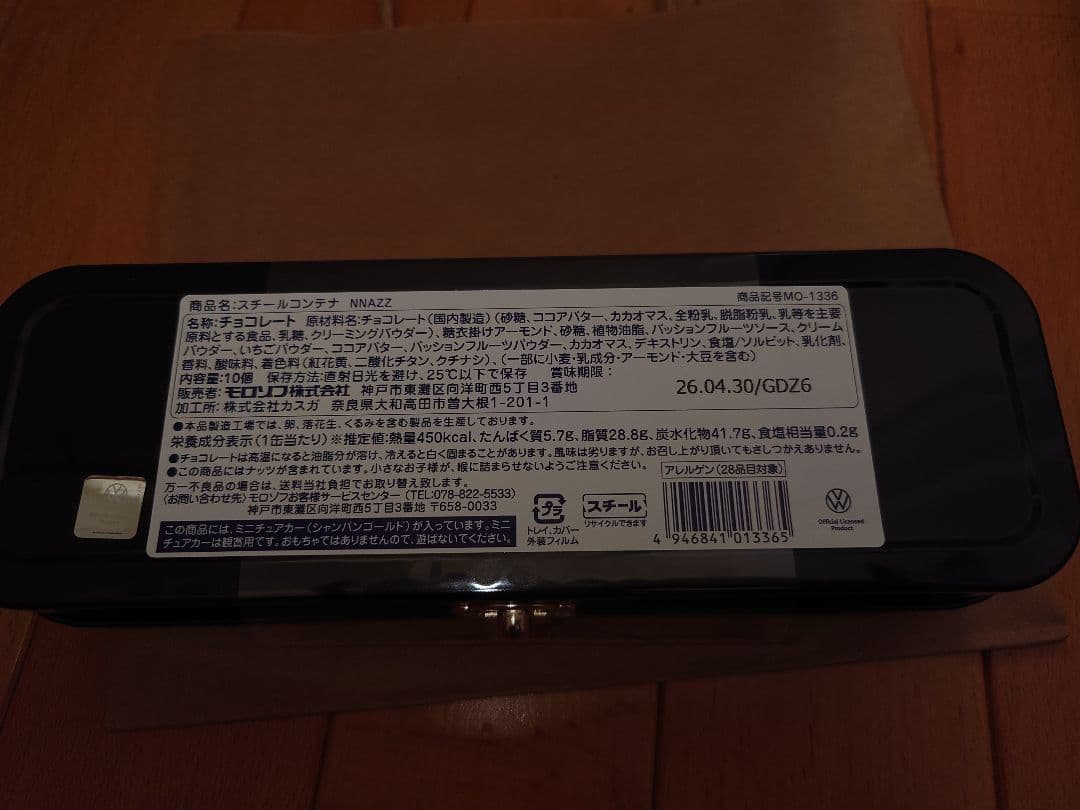 商品名:スチールコンテナ NNAZZ 商品記号MO-1336
名称:チョコレート 原材料名:チョコレート(国内製造)(砂糖、ココアバター、カカオマス、全粉乳、脱脂粉乳、乳等を主要
原料とする食品、乳糖、クリーミングパウダー)、糖衣掛けアーモンド、砂糖、植物油脂、パッションフルーツソース、クリーム
パウダー、いちごパウダー、ココアバター、パッションフルーツパウダー、カカオマス、デキストリン、食塩/ソルビット、乳化剤、
香料、酸味料、着色料(紅花黄、二酸化チタン、クチナシ)、(一部に小麦・乳成分・アーモンド・大豆を含む)
内容量:10個 保存方法:直射日光を避け、25℃以下で保存 賞味期限:
26.04.30/GDZ6
販売者:モロゾフ株式会社 神戸市東灘区向洋町西5丁目3番地
加工所:株式会社カスガ 奈良県大和高田市曽大根1-201-1
●本品製造工場では、卵、落花生、くるみを含む製品を生産しております。
栄養成分表示(1缶当たり)※推定値:熱量450kcal、たんぱく質5.7g、脂質28.8g、炭水化物41.7g、食塩相当量0.2g
●チョコレートは高温になると油脂分が溶け、冷えると白く固まることがあります。風味は劣りますが、お召し上がり頂いてもさしつかえありません。
●この商品にはナッツが含まれています。小さなお子様が、喉に詰まらせないようご注意ください。
万一不良品の場合は、送料当社負担でお取り替え致します。
〈お問い合わせ先〉モロゾフお客様サービスセンター (TEL:078-822-5533)
神戸市東灘区向洋町西5丁目3番地 〒658-0033
この商品には、ミニチュアカー(シャンパンゴールド)が入っています。ミニ
チュアカーは観賞用です。おもちゃではありませんので、遊ばないでください。
プラ
トレイ、カバー
外装フィルム
スチール
リサイクルできます
アレルゲン(28品目対象)
4 946841 013365
Official Licensed
Product